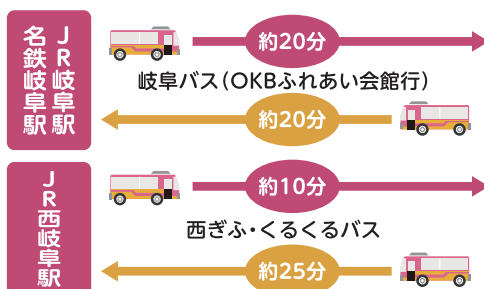 JR岐阜駅
名鉄岐阜駅
約20分
岐阜バス(OKBふれあい会館行)
約20分
JR西岐阜駅
約10分
西ぎふ・くるくるバス
約25分